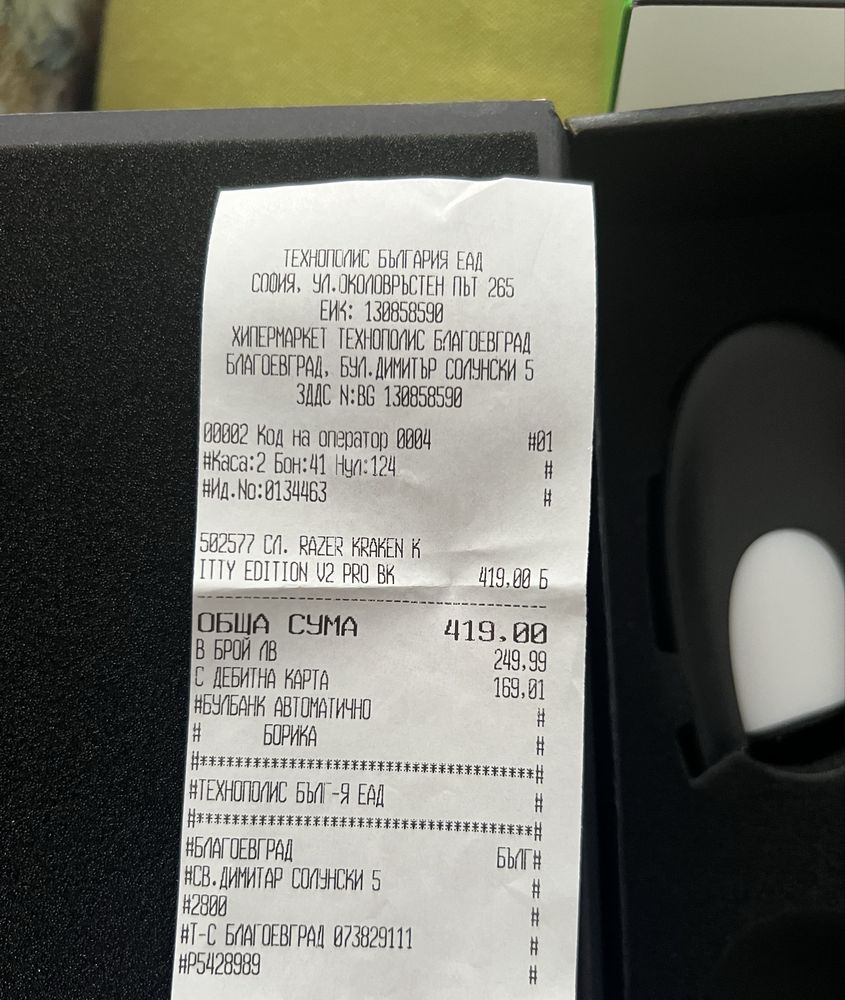 ТЕХНОПОЛИС БЪЛГАРИЯ ЕАД
СОФИЯ, УЛ.ОКОЛОВРЪСТЕН ПЪТ 265
ЕИК: 130858590
ХИПЕРМАРКЕТ ТЕХНОПОЛИС БЛАГОЕВГРАД
БЛАГОЕВГРАД, БУЛ.ДИМИТЪР СОЛУНСКИ 5
ЗДДС N:BG 130858590
00002 Код на оператор 0004 #01
#Каса:2 Бон:41 Нул:124 #
#Ид.No:0134463 #
502577 СЛ. RAZER KRAKEN K
ITTY EDITION V2 PRO BK 419.00 Б
ОБЩА СУМА 419.00
В БРОЙ ЛВ 249,99
С ДЕБИТНА КАРТА 169,01
#БУЛБАНК АВТОМАТИЧНО #
# БОРИКА #
#**********************************#
#ТЕХНОПОЛИС БЪЛГ-Я ЕАД #
#**********************************#
#БЛАГОЕВГРАД БЪЛГ#
#СВ.ДИМИТАР СОЛУНСКИ 5 #
#2800 #
#Т-С БЛАГОЕВГРАД 073829111 #
#P5428989 #